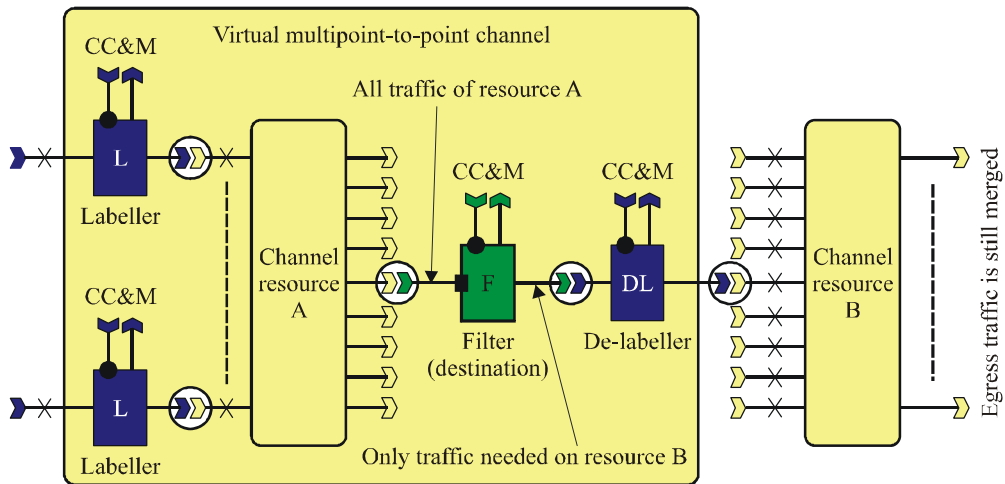 Virtual multipoint-to-point channel
CC&M
L
Labeller
All traffic of resource A
CC&M
CC&M
Channel
resource
A
F
Filter
(destination)
DL
De-labeller
Channel
resource
B
Egress traffic is still merged
CC&M
L
Labeller
Only traffic needed on resource B